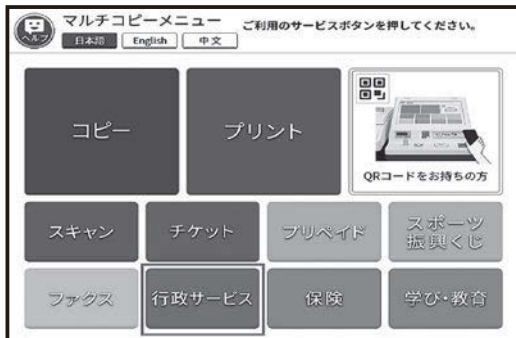 ヘルプ
マルチコピーメニュー
ご利用のサービスボタンを押してください。
日本語 English 中文
コピー
プリント
QRコードをお持ちの方
スキャン
チケット
プリペイド
スポーツ
振興くじ
ファクス
行政サービス
保険
学び・教育